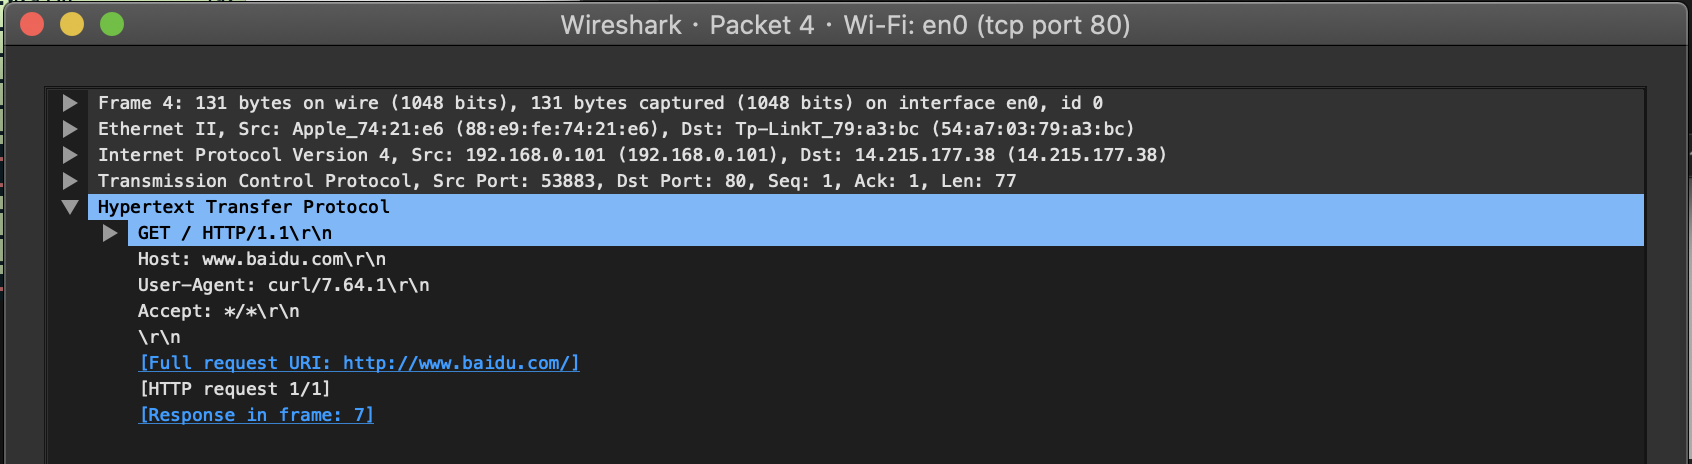 Wireshark · Packet 4 · Wi-Fi: en0 (tcp port 80)
Frame 4: 131 bytes on wire (1048 bits), 131 bytes captured (1048 bits) on interface en0, id 0
Ethernet II, Src: Apple_74:21:e6 (88:e9:fe:74:21:e6), Dst: Tp-LinkT_79:a3:bc (54:a7:03:79:a3:bc)
Internet Protocol Version 4, Src: 192.168.0.101 (192.168.0.101), Dst: 14.215.177.38 (14.215.177.38)
Transmission Control Protocol, Src Port: 53883, Dst Port: 80, Seq: 1, Ack: 1, Len: 77
Hypertext Transfer Protocol
GET / HTTP/1.1\r\n
Host: www.baidu.com\r\n
User-Agent: curl/7.64.1\r\n
Accept: */*\r\n
\r\n
[Full request URI: http://www.baidu.com/]
[HTTP request 1/1]
[Response in frame: 7]